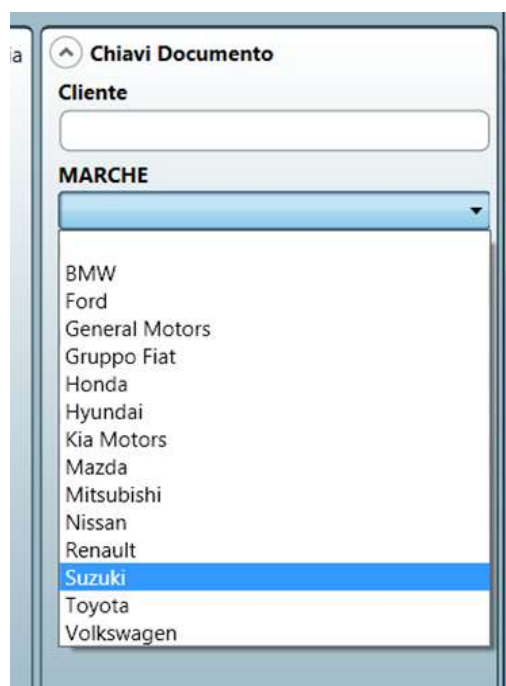 ia
Chiavi Documento
Cliente
MARCHE
BMW
Ford
General Motors
Gruppo Fiat
Honda
Hyundai
Kia Motors
Mazda
Mitsubishi
Nissan
Renault
Suzuki
Toyota
Volkswagen